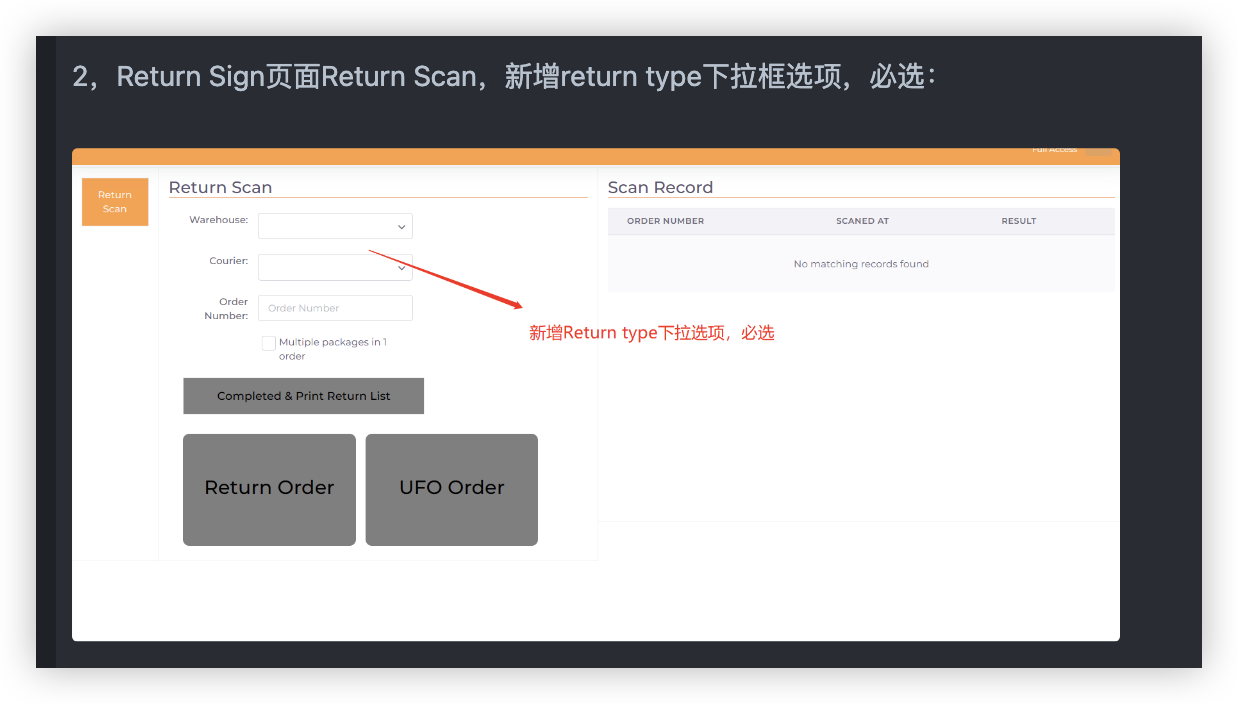 2，Return Sign页面Return Scan，新增return type下拉框选项，必选：
Full Access
Return
Scan
Return Scan
Warehouse:
Courier:
Order
Number:
Order Number
Multiple packages in 1
order
Completed & Print Return List
Return Order
UFO Order
Scan Record
ORDER NUMBER
SCANED AT
RESULT
No matching records found
新增Return type下拉选项，必选